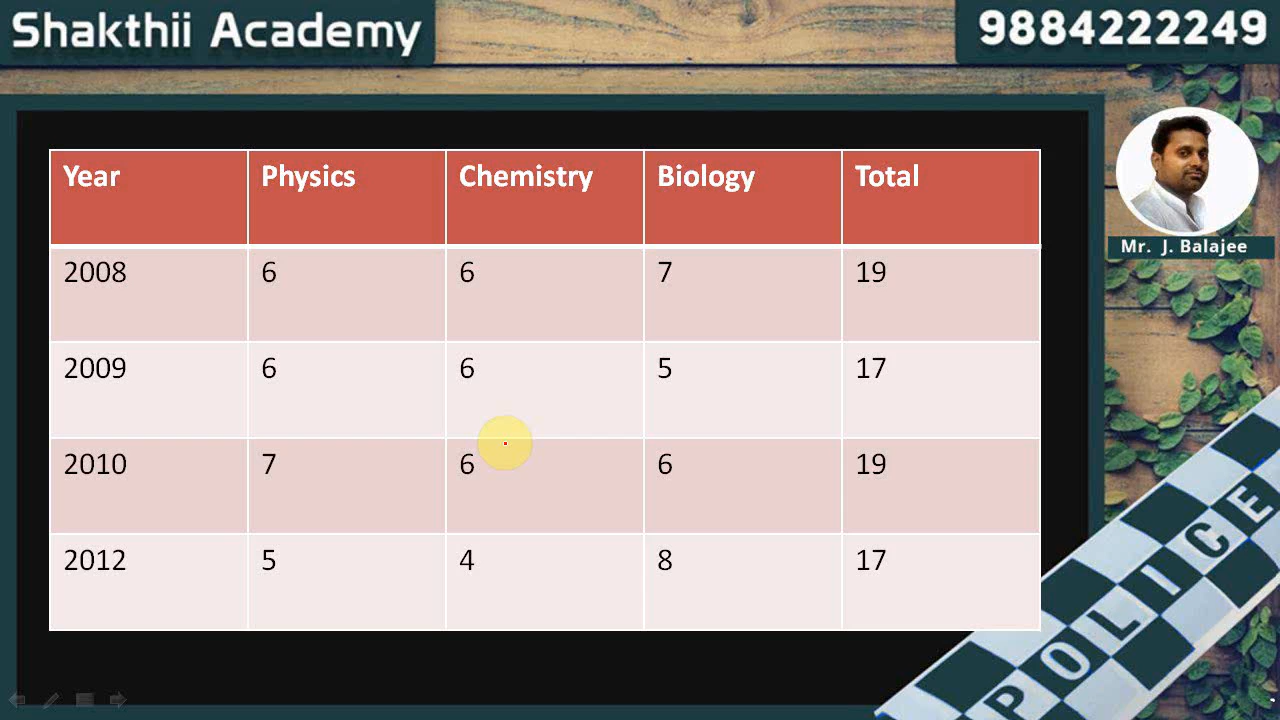 Shakthii Academy
9884222249
Year Physics Chemistry Biology Total
2008 6 6 7 19
2009 6 6 5 17
2010 7 6 6 19
2012 5 4 8 17
Mr. J. Balajee
POLICE